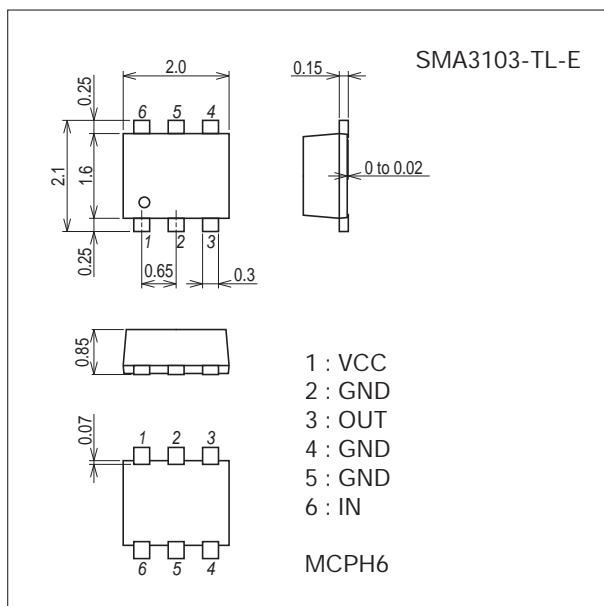 SMA3103-TL-E
2.0
0.15
0.25
6 5 4
2.1
1.6
0 to 0.02
0.25
1 2 3
0.65
0.3
0.85
1 : VCC
2 : GND
3 : OUT
4 : GND
5 : GND
6 : IN
0.07
1 2 3
6 5 4
MCPH6